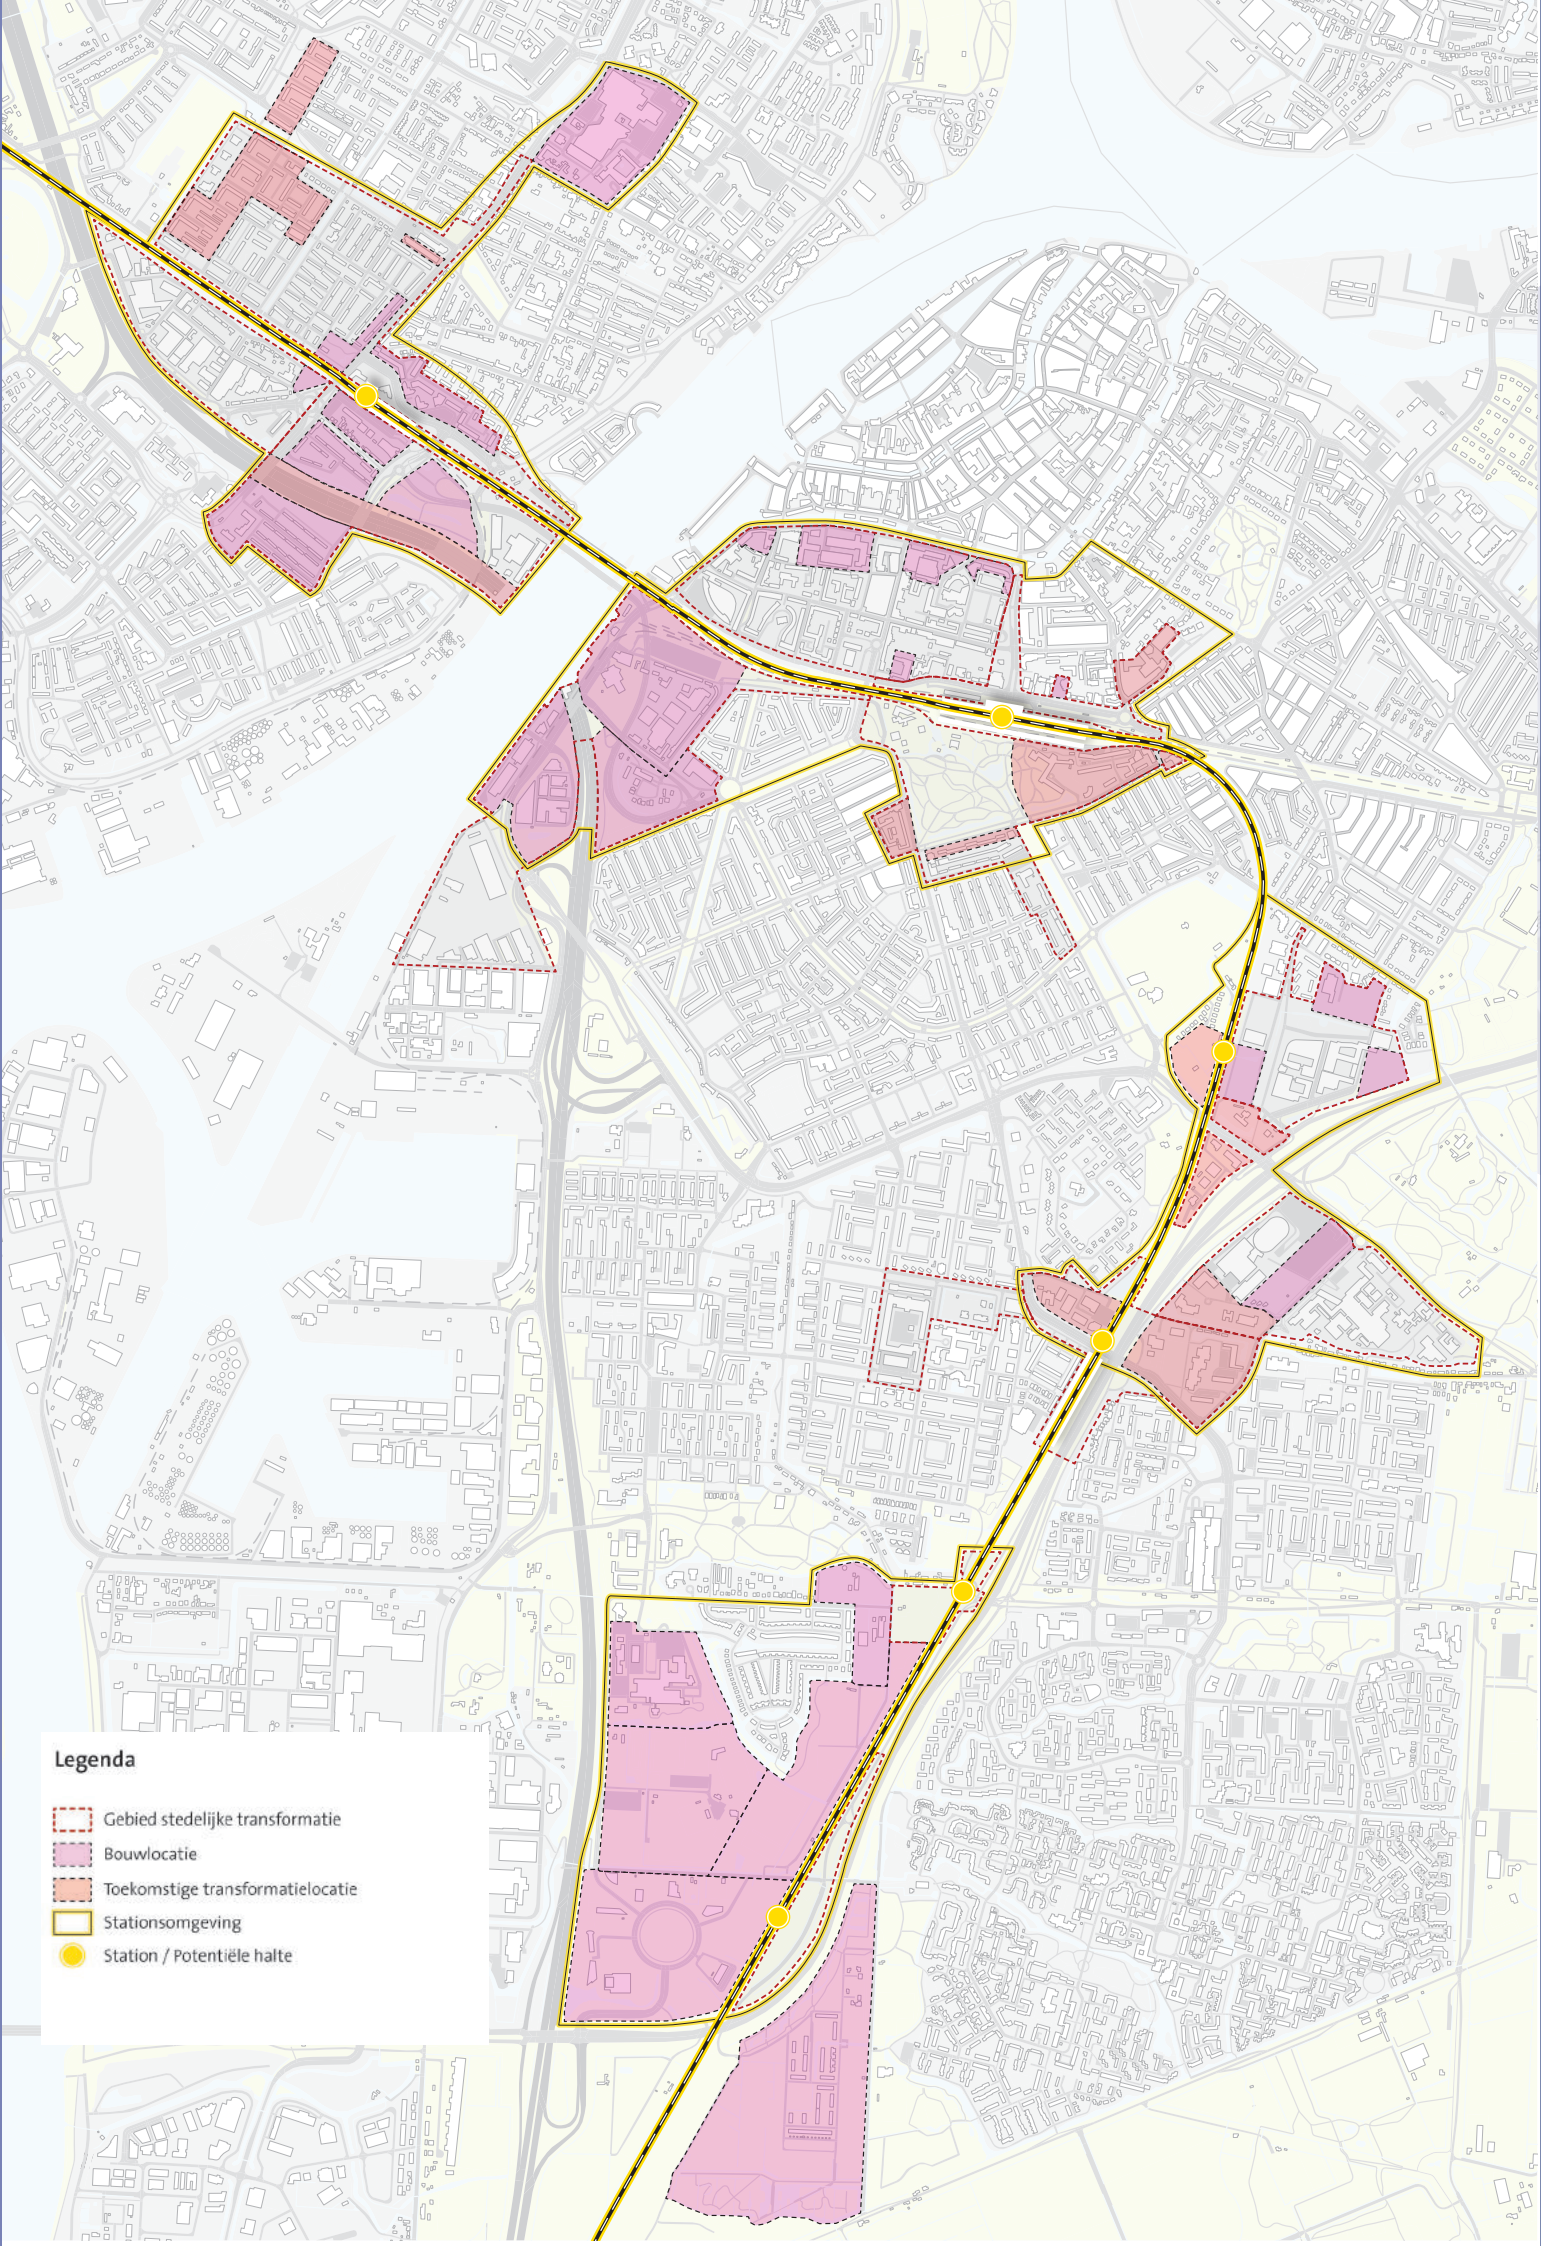 Legenda
Gebied stedelijke transformatie
Bouwlocatie
Toekomstige transformatielocatie
Stationsomgeving
Station / Potentiële halte